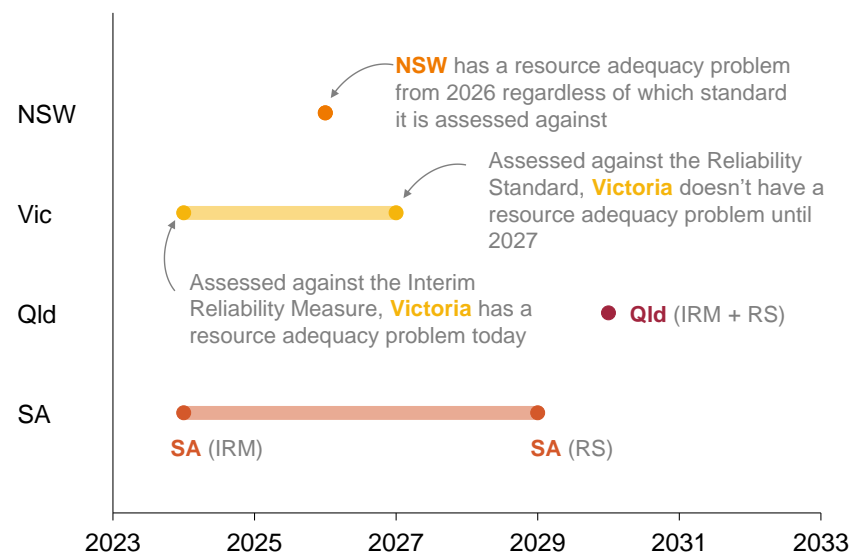 NSW
NSW has a resource adequacy problem
from 2026 regardless of which standard
it is assessed against
Assessed against the Reliability
Standard, Victoria doesn’t have a
resource adequacy problem until
2027
Vic
Assessed against the Interim
Reliability Measure, Victoria has a
resource adequacy problem today
Qld
Qld (IRM + RS)
SA
SA (IRM)
SA (RS)
2023
2025
2027
2029
2031
2033